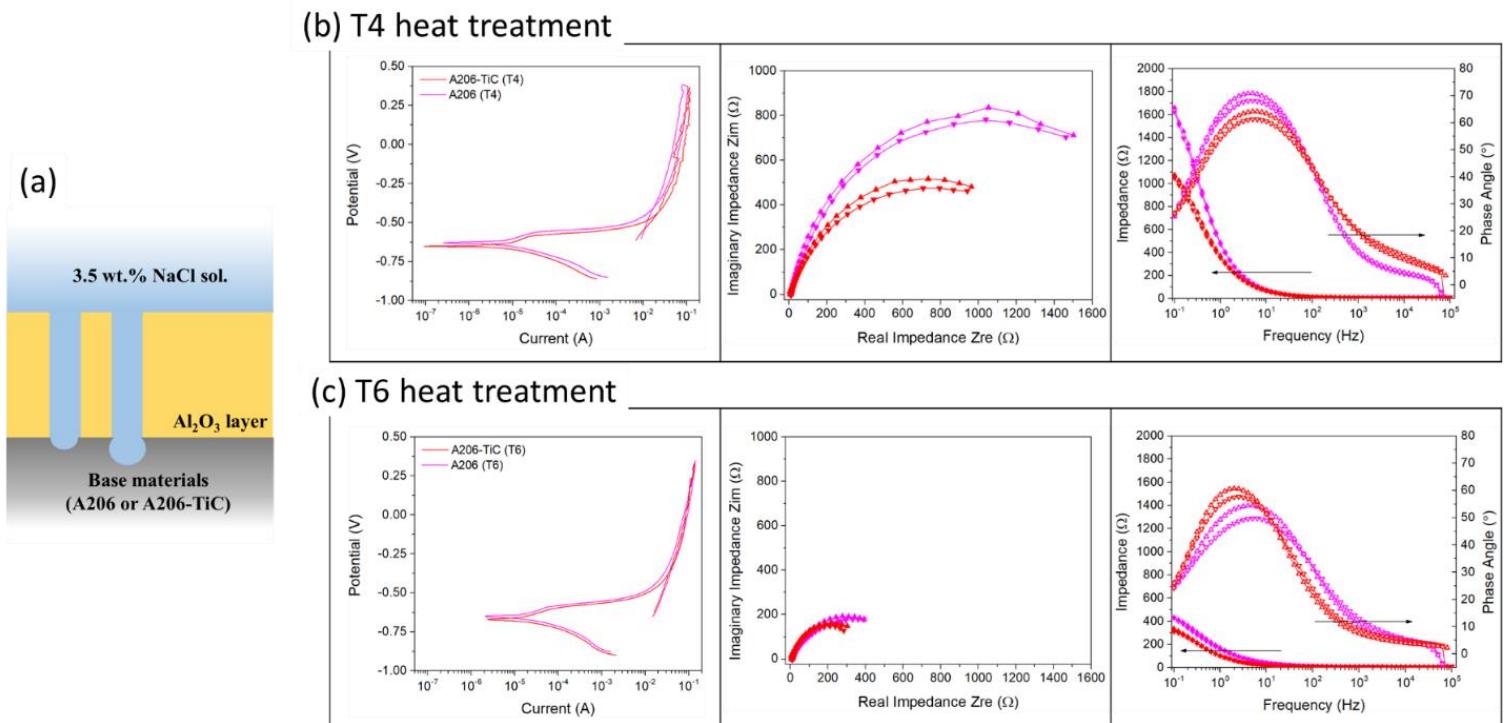 (a)
3.5 wt.% NaCl sol.
Al₂O₃ layer
Base materials
(A206 or A206-TiC)
(b) T4 heat treatment
Potential (V)
0.50
0.25
0.00
-0.25
-0.50
-0.75
-1.00
A206-TiC (T4)
A206 (T4)
10⁻⁷ 10⁻⁶ 10⁻⁵ 10⁻⁴ 10⁻³ 10⁻² 10⁻¹
Current (A)
Imaginary Impedance Zim (Ω)
1000
800
600
400
200
0
0 200 400 600 800 1000 1200 1400 1600
Real Impedance Zre (Ω)
Impedance (Ω)
2000
1800
1600
1400
1200
1000
800
600
400
200
0
10⁻¹ 10⁰ 10¹ 10² 10³ 10⁴ 10⁵
Frequency (Hz)
80
70
60
50
40
30
20
10
0
Phase Angle (°)
(c) T6 heat treatment
Potential (V)
0.50
0.25
0.00
-0.25
-0.50
-0.75
-1.00
A206-TiC (T6)
A206 (T6)
10⁻⁷ 10⁻⁶ 10⁻⁵ 10⁻⁴ 10⁻³ 10⁻² 10⁻¹
Current (A)
Imaginary Impedance Zim (Ω)
1000
800
600
400
200
0
0 200 400 600 800 1000 1200 1400 1600
Real Impedance Zre (Ω)
Impedance (Ω)
2000
1800
1600
1400
1200
1000
800
600
400
200
0
10⁻¹ 10⁰ 10¹ 10² 10³ 10⁴ 10⁵
Frequency (Hz)
80
70
60
50
40
30
20
10
0
Phase Angle (°)